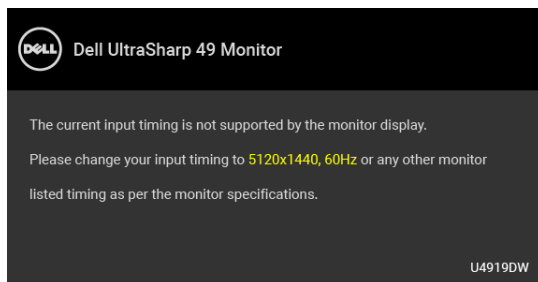 DELL
Dell UltraSharp 49 Monitor
The current input timing is not supported by the monitor display.
Please change your input timing to 5120x1440, 60Hz or any other monitor
listed timing as per the monitor specifications.
U4919DW